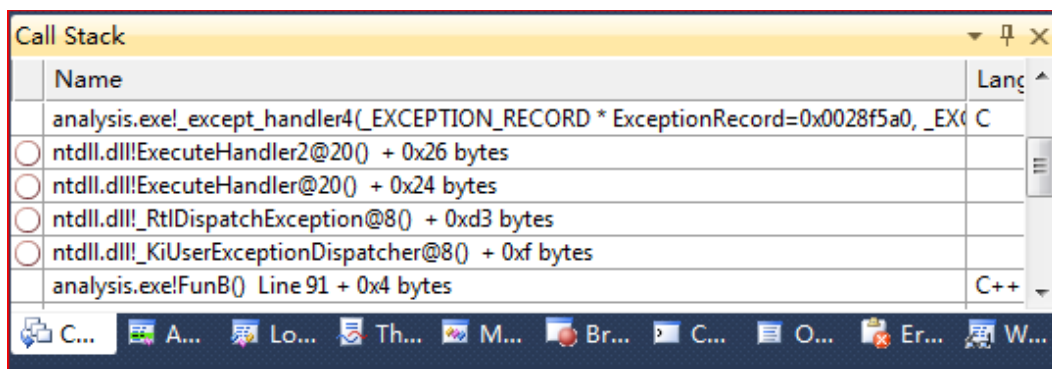 Call Stack
Name Lang
analysis.exe!_except_handler4(_EXCEPTION_RECORD * ExceptionRecord=0x0028f5a0, _EX( C
ntdll.dll!ExecuteHandler2@20() + 0x26 bytes
ntdll.dll!ExecuteHandler@20() + 0x24 bytes
ntdll.dll!_RtlDispatchException@8() + 0xd3 bytes
ntdll.dll!_KiUserExceptionDispatcher@8() + 0xf bytes
analysis.exe!FunB() Line 91 + 0x4 bytes C++
C... A... Lo... Th... M... Br... C... O... Er... W...